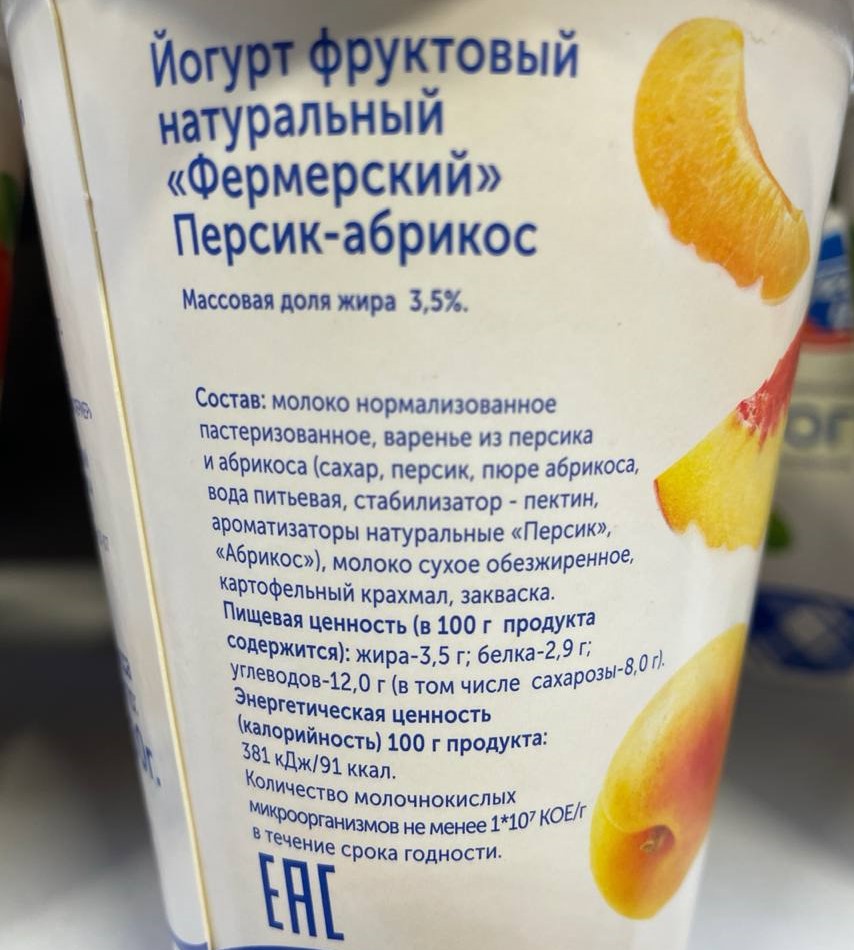 Йогурт фруктовый
натуральный
«Фермерский»
Персик-абрикос
Массовая доля жира 3,5%.
Состав: молоко нормализованное
пастеризованное, варенье из персика
и абрикоса (сахар, персик, пюре абрикоса,
вода питьевая, стабилизатор - пектин,
ароматизаторы натуральные «Персик»,
«Абрикос»), молоко сухое обезжиренное,
картофельный крахмал, закваска.
Пищевая ценность (в 100 г продукта
содержится): жира-3,5 г; белка-2,9 г;
углеводов-12,0 г (в том числе сахарозы-8,0 г).
Энергетическая ценность
(калорийность) 100 г продукта:
381 кДж/91 ккал.
Количество молочнокислых
микроорганизмов не менее 1*10⁷ КОЕ/г
в течение срока годности.
EAC